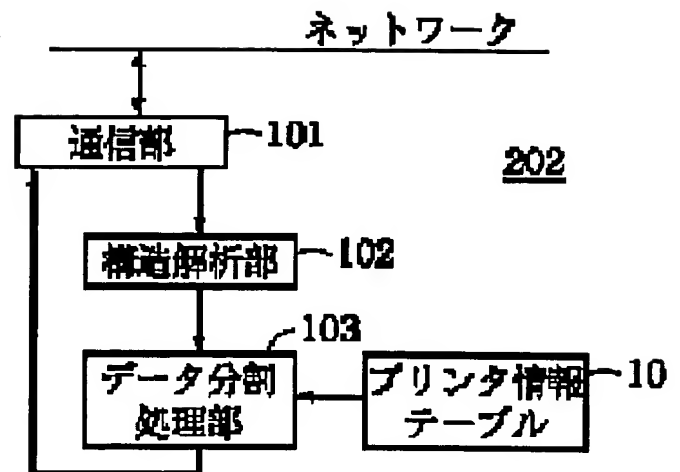 ネットワーク
通信部
101
202
構造解析部
102
103
データ分割
処理部
プリンタ情報
テーブル
10